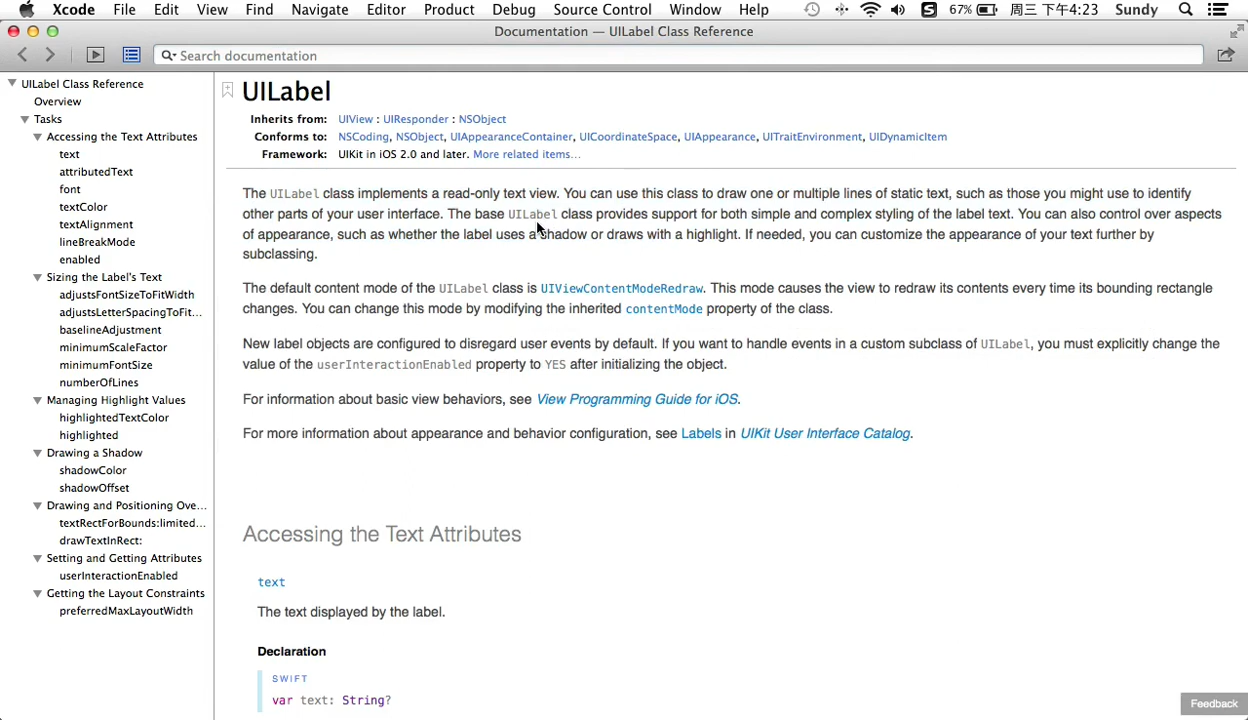 Xcode File Edit View Find Navigate Editor Product Debug Source Control Window Help S 67% 周三 下午4:23 Sundy
Documentation — UILabel Class Reference
Search documentation
UILabel Class Reference
Overview
Tasks
Accessing the Text Attributes
text
attributedText
font
textColor
textAlignment
lineBreakMode
enabled
Sizing the Label's Text
adjustsFontSizeToFitWidth
adjustsLetterSpacingToFit...
baselineAdjustment
minimumScaleFactor
minimumFontSize
numberOfLines
Managing Highlight Values
highlightedTextColor
highlighted
Drawing a Shadow
shadowColor
shadowOffset
Drawing and Positioning Ove...
textRectForBounds:limited...
drawTextInRect:
Setting and Getting Attributes
userInteractionEnabled
Getting the Layout Constraints
preferredMaxLayoutWidth
UILabel
Inherits from: UIView : UIResponder : NSObject
Conforms to: NSCoding, NSObject, UIAppearanceContainer, UICoordinateSpace, UIAppearance, UITraitEnvironment, UIDynamicItem
Framework: UIKit in iOS 2.0 and later. More related items...
The UILabel class implements a read-only text view. You can use this class to draw one or multiple lines of static text, such as those you might use to identify
other parts of your user interface. The base UILabel class provides support for both simple and complex styling of the label text. You can also control over aspects
of appearance, such as whether the label uses a shadow or draws with a highlight. If needed, you can customize the appearance of your text further by
subclassing.
The default content mode of the UILabel class is UIViewContentModeRedraw. This mode causes the view to redraw its contents every time its bounding rectangle
changes. You can change this mode by modifying the inherited contentMode property of the class.
New label objects are configured to disregard user events by default. If you want to handle events in a custom subclass of UILabel, you must explicitly change the
value of the userInteractionEnabled property to YES after initializing the object.
For information about basic view behaviors, see View Programming Guide for iOS.
For more information about appearance and behavior configuration, see Labels in UIKit User Interface Catalog.
Accessing the Text Attributes
text
The text displayed by the label.
Declaration
SWIFT
var text: String?
Feedback